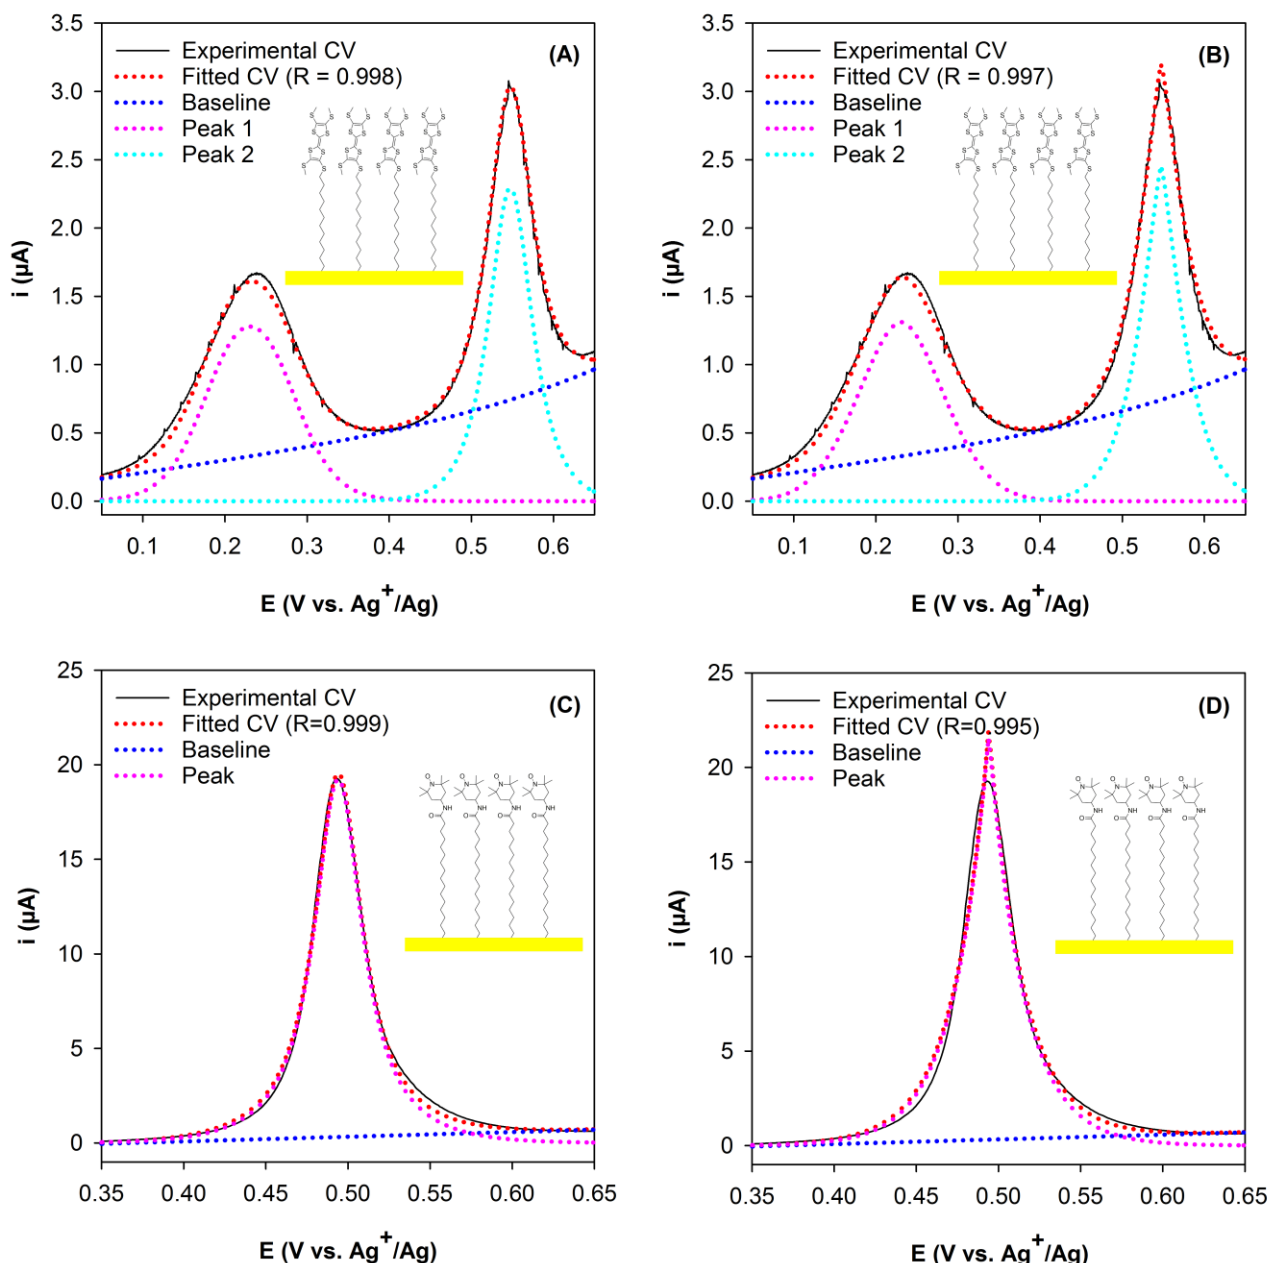 3.5
3.0
2.5
2.0
1.5
1.0
0.5
0.0
i (µA)
Experimental CV
Fitted CV (R = 0.998)
Baseline
Peak 1
Peak 2
(A)
0.1 0.2 0.3 0.4 0.5 0.6
E (V vs. Ag⁺/Ag)
3.5
3.0
2.5
2.0
1.5
1.0
0.5
0.0
i (µA)
Experimental CV
Fitted CV (R = 0.997)
Baseline
Peak 1
Peak 2
(B)
0.1 0.2 0.3 0.4 0.5 0.6
E (V vs. Ag⁺/Ag)
25
20
15
10
5
0
i (µA)
Experimental CV
Fitted CV (R=0.999)
Baseline
Peak
(C)
0.35 0.40 0.45 0.50 0.55 0.60 0.65
E (V vs. Ag⁺/Ag)
25
20
15
10
5
0
i (µA)
Experimental CV
Fitted CV (R=0.995)
Baseline
Peak
(D)
0.35 0.40 0.45 0.50 0.55 0.60 0.65
E (V vs. Ag⁺/Ag)